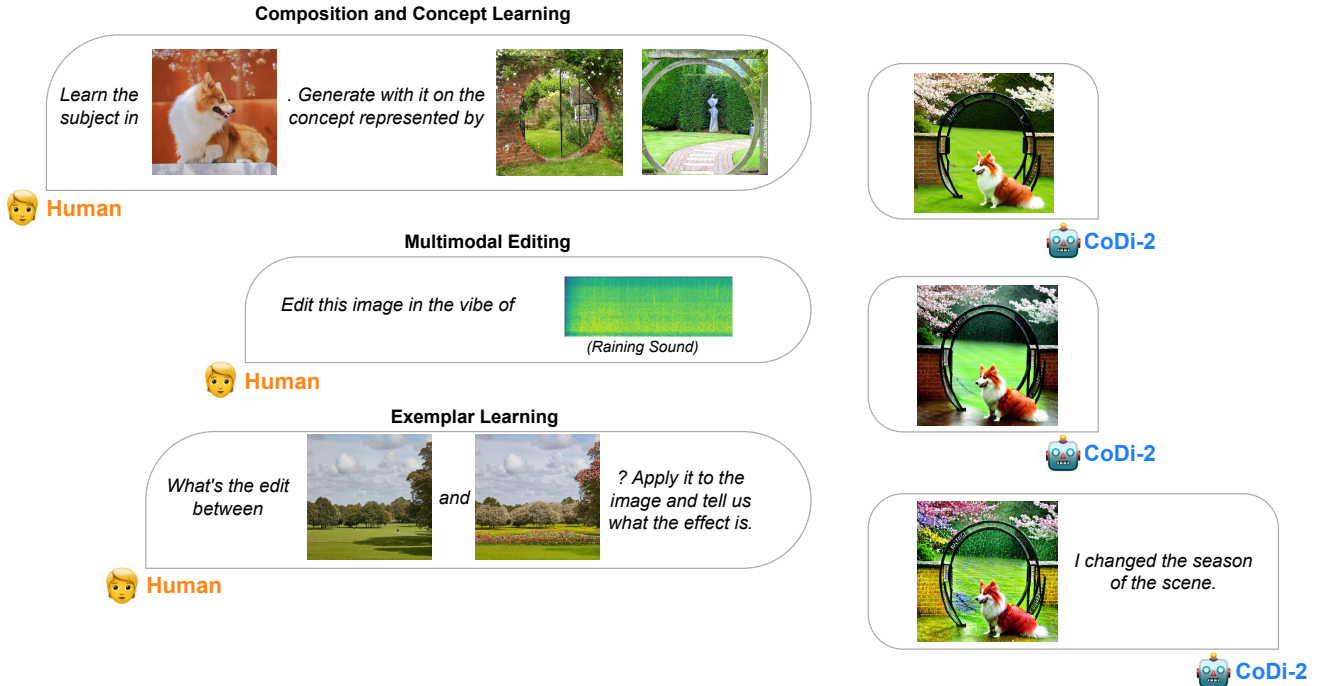 Composition and Concept Learning
Learn the
subject in
. Generate with it on the
concept represented by
Human
CoDi-2
Multimodal Editing
Edit this image in the vibe of
(Raining Sound)
Human
CoDi-2
Exemplar Learning
What's the edit
between
and
? Apply it to the
image and tell us
what the effect is.
Human
I changed the season
of the scene.
CoDi-2